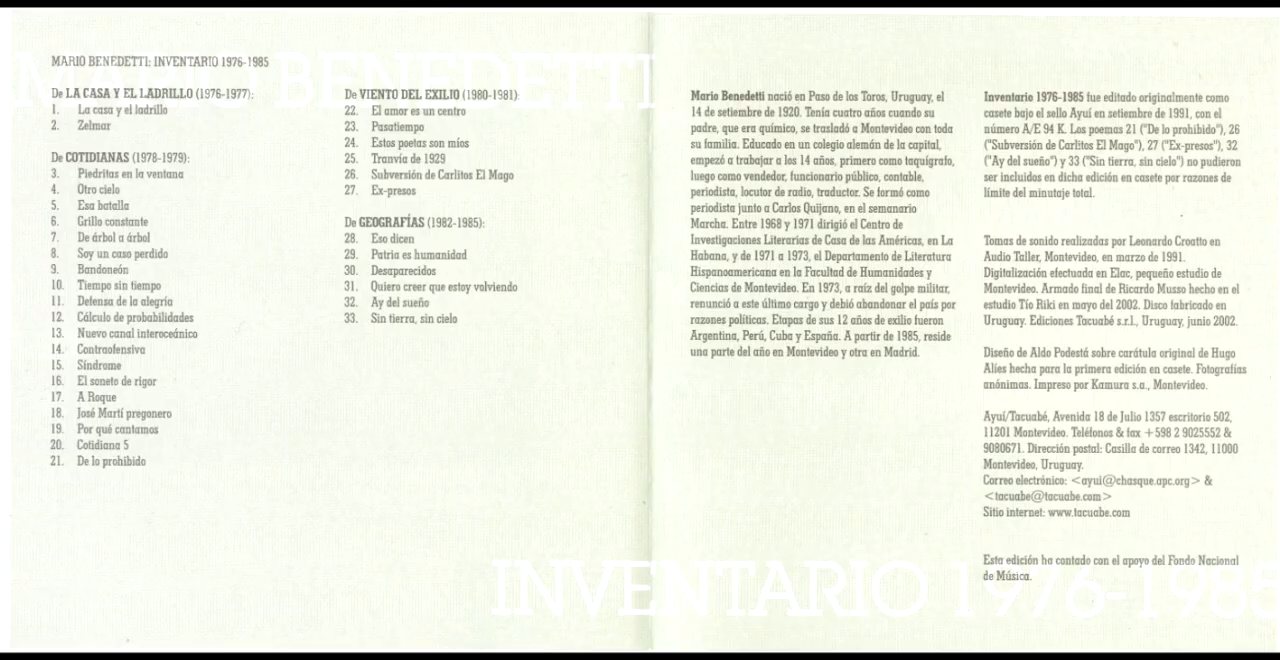 MARIO BENEDETTI
MARIO BENEDETTI: INVENTARIO 1976-1985
De LA CASA Y EL LADRILLO (1976-1977):
1. La casa y el ladrillo
2. Zelmar
De COTIDIANAS (1978-1979):
3. Piedritas en la ventana
4. Otro cielo
5. Esa batalla
6. Grillo constante
7. De árbol a árbol
8. Soy un caso perdido
9. Bandoneón
10. Tiempo sin tiempo
11. Defensa de la alegría
12. Cálculo de probabilidades
13. Nuevo canal interoceánico
14. Contraofensiva
15. Síndrome
16. El soneto de rigor
17. A Roque
18. José Martí pregonero
19. Por qué cantamos
20. Cotidiana 5
21. De lo prohibido
De VIENTO DEL EXILIO (1980-1981):
22. El amor es un centro
23. Pasatiempo
24. Estos poetas son míos
25. Tranvía de 1929
26. Subversión de Carlitos El Mago
27. Ex-presos
De GEOGRAFÍAS (1982-1985):
28. Eso dicen
29. Patria es humanidad
30. Desaparecidos
31. Quiero creer que estoy volviendo
32. Ay del sueño
33. Sin tierra, sin cielo
Mario Benedetti nació en Paso de los Toros, Uruguay, el
14 de setiembre de 1920. Tenía cuatro años cuando su
padre, que era químico, se trasladó a Montevideo con toda
su familia. Educado en un colegio alemán de la capital,
empezó a trabajar a los 14 años, primero como taquígrafo,
luego como vendedor, funcionario público, contable,
periodista, locutor de radio, traductor. Se formó como
periodista junto a Carlos Quijano, en el semanario
Marcha. Entre 1968 y 1971 dirigió el Centro de
Investigaciones Literarias de Casa de las Américas, en La
Habana, y de 1971 a 1973, el Departamento de Literatura
Hispanoamericana en la Facultad de Humanidades y
Ciencias de Montevideo. En 1973, a raíz del golpe militar,
renunció a este último cargo y debió abandonar el país por
razones políticas. Etapas de sus 12 años de exilio fueron
Argentina, Perú, Cuba y España. A partir de 1985, reside
una parte del año en Montevideo y otra en Madrid.
Inventario 1976-1985 fue editado originalmente como
casete bajo el sello Ayuí en setiembre de 1991, con el
número A/E 94 K. Los poemas 21 ("De lo prohibido"), 26
("Subversión de Carlitos El Mago"), 27 ("Ex-presos"), 32
("Ay del sueño") y 33 ("Sin tierra, sin cielo") no pudieron
ser incluidos en dicha edición en casete por razones de
límite del minutaje total.
Tomas de sonido realizadas por Leonardo Croatto en
Audio Taller, Montevideo, en marzo de 1991.
Digitalización efectuada en Elac, pequeño estudio de
Montevideo. Armado final de Ricardo Musso hecho en el
estudio Tío Riki en mayo del 2002. Disco fabricado en
Uruguay. Ediciones Tacuabé s.r.l., Uruguay, junio 2002.
Diseño de Aldo Podestá sobre carátula original de Hugo
Alíes hecha para la primera edición en casete. Fotografías
anónimas. Impreso por Kamura s.a., Montevideo.
Ayuí/Tacuabé, Avenida 18 de Julio 1357 escritorio 502,
11201 Montevideo. Teléfonos & fax +598 2 9025552 &
9080671. Dirección postal: Casilla de correo 1342, 11000
Montevideo, Uruguay.
Correo electrónico: <ayui@chasque.apc.org> &
<tacuabe@tacuabe.com>
Sitio internet: www.tacuabe.com
Esta edición ha contado con el apoyo del Fondo Nacional
de Música.
INVENTARIO 1976-1985